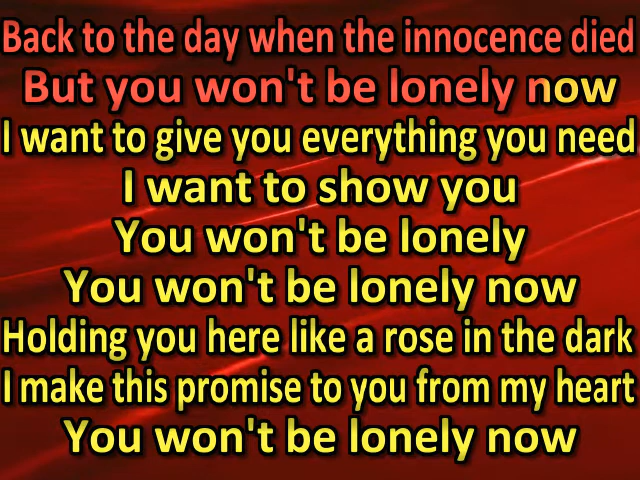 Back to the day when the innocence died
But you won't be lonely now
I want to give you everything you need
I want to show you
You won't be lonely
You won't be lonely now
Holding you here like a rose in the dark
I make this promise to you from my heart
You won't be lonely now